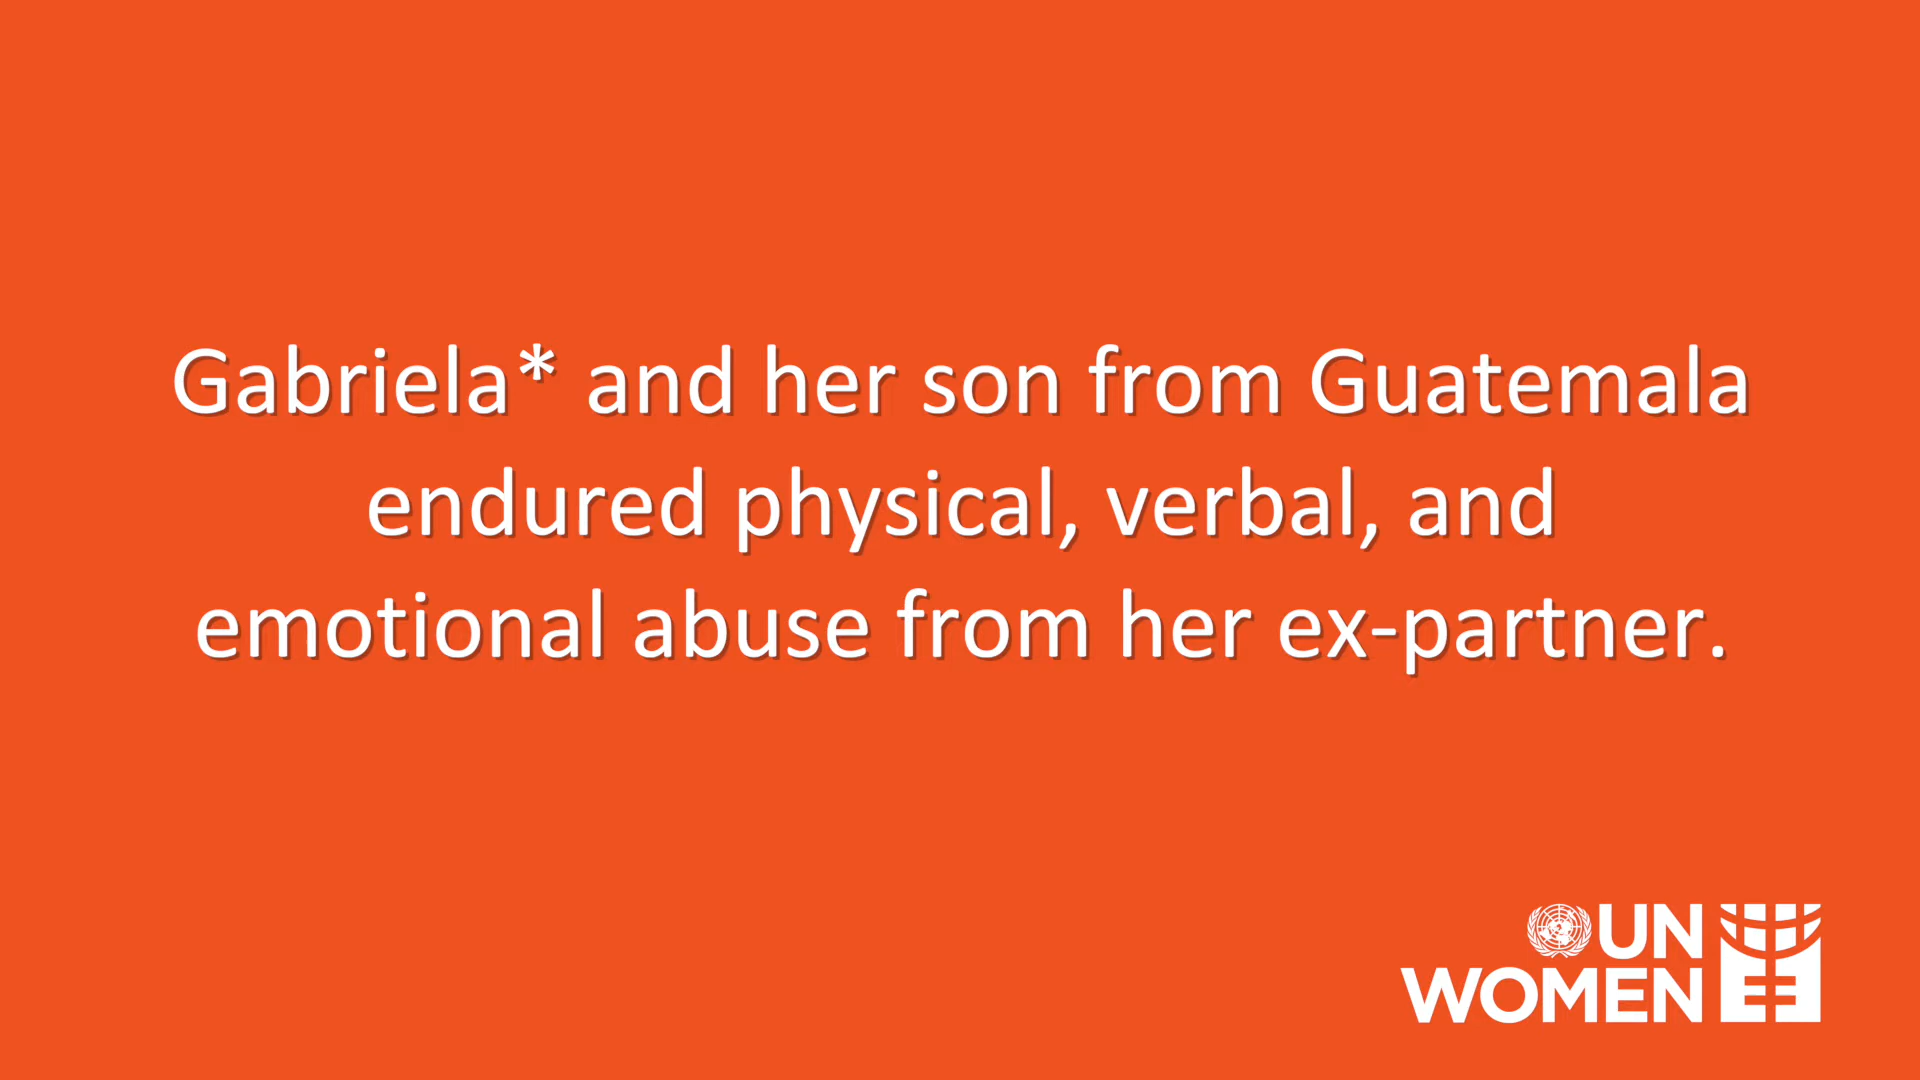 Gabriela* and her son from Guatemala
endured physical, verbal, and
emotional abuse from her ex-partner.
UN
WOMEN